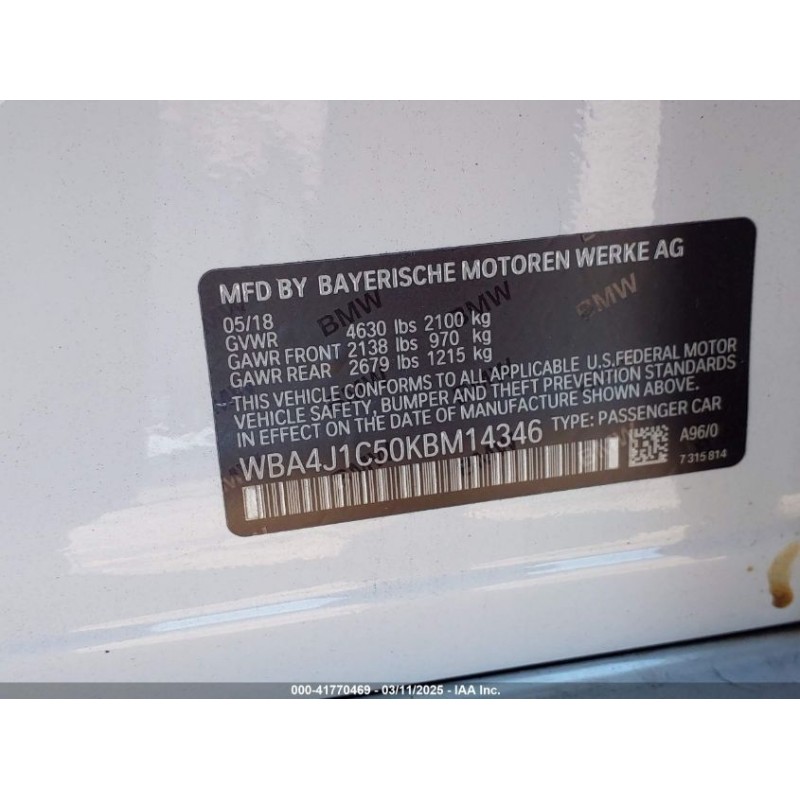 MFD BY BAYERISCHE MOTOREN WERKE AG
05/18
GVWR 4630 lbs 2100 kg
GAWR FRONT 2138 lbs 970 kg
GAWR REAR 2679 lbs 1215 kg
THIS VEHICLE CONFORMS TO ALL APPLICABLE U.S.FEDERAL MOTOR
VEHICLE SAFETY, BUMPER AND THEFT PREVENTION STANDARDS
IN EFFECT ON THE DATE OF MANUFACTURE SHOWN ABOVE.
WBA4J1C50KBM14346 TYPE: PASSENGER CAR
A96/0
7 315 814
BMW
BMW
000-41770469 - 03/11/2025 - IAA Inc.